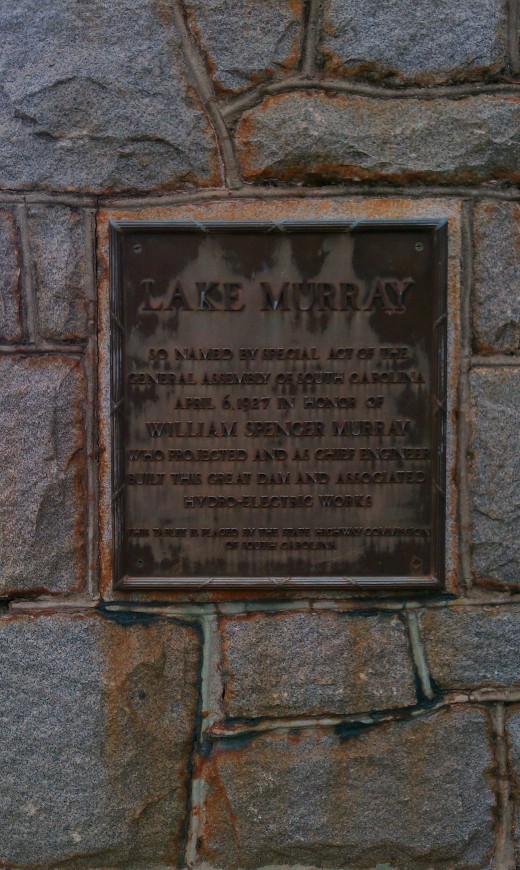 LAKE MURRAY
SO NAMED BY SPECIAL ACT OF THE
GENERAL ASSEMBLY OF SOUTH CAROLINA
APRIL 6, 1927 IN HONOR OF
WILLIAM SPENCER MURRAY
WHO PROJECTED AND AS CHIEF ENGINEER
BUILT THIS GREAT DAM AND ASSOCIATED
HYDRO-ELECTRIC WORKS
THIS TABLET IS PLACED BY THE STATE HIGHWAY COMMISSION
OF SOUTH CAROLINA